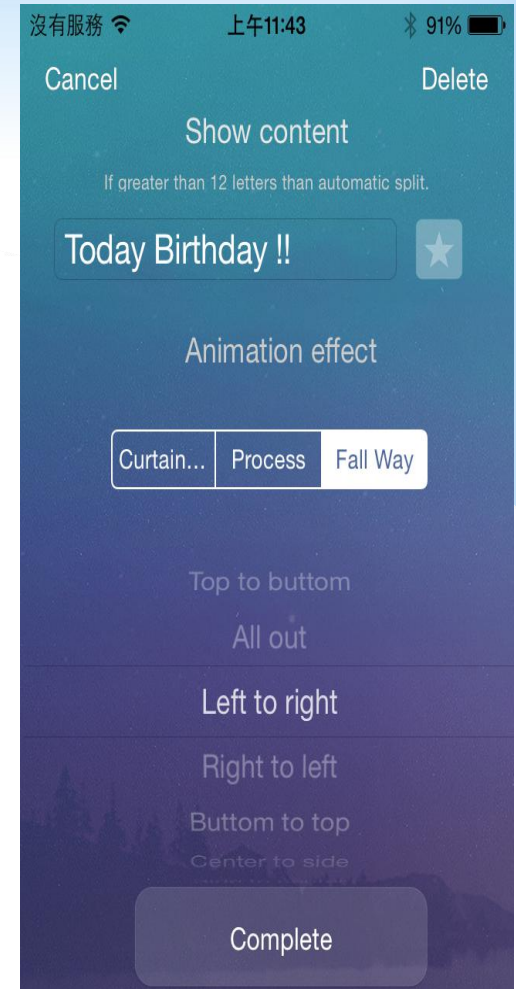 沒有服務 上午11:43 91%
Cancel Delete
Show content
If greater than 12 letters than automatic split.
Today Birthday !!
Animation effect
Curtain... Process Fall Way
Top to buttom
All out
Left to right
Right to left
Buttom to top
Center to side
Complete